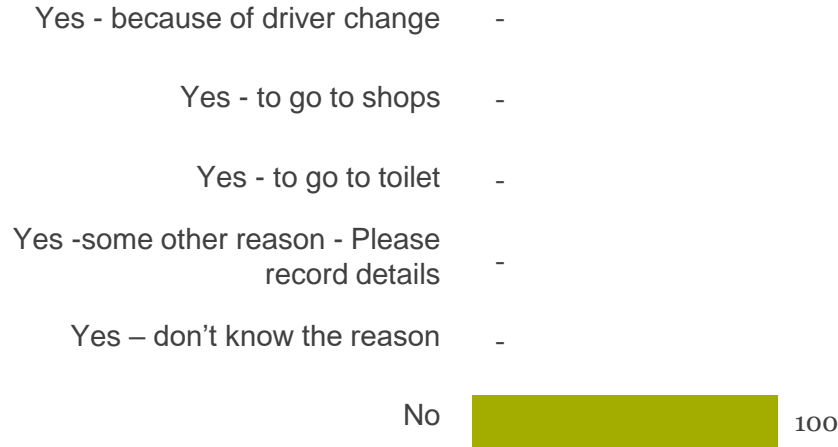 Yes - because of driver change -
Yes - to go to shops -
Yes - to go to toilet -
Yes -some other reason - Please
record details -
Yes – don’t know the reason -
No 100